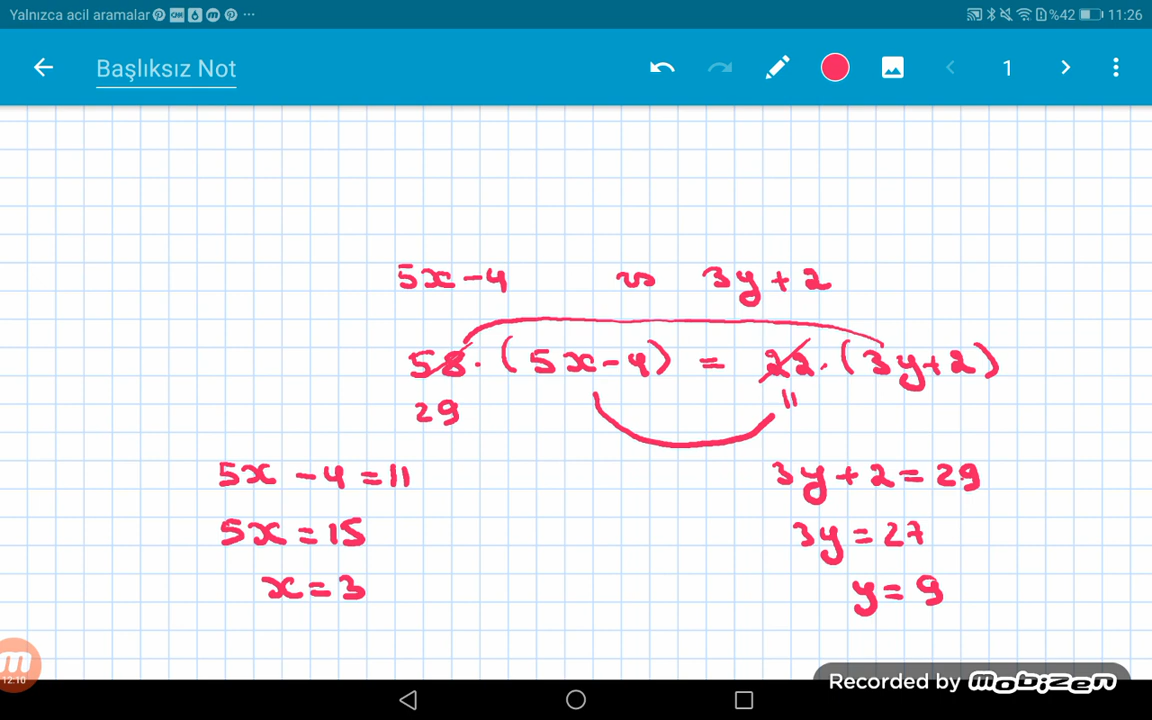 Yalnızca acil aramalar ... %42 11:26
Başlıksız Not 1
5x-4 ve 3y+2
58.(5x-4) = 22.(3y+2)
29 11
5x-4=11 3y+2=29
5x=15 3y=27
x=3 y=9
12:10
Recorded by mobizen